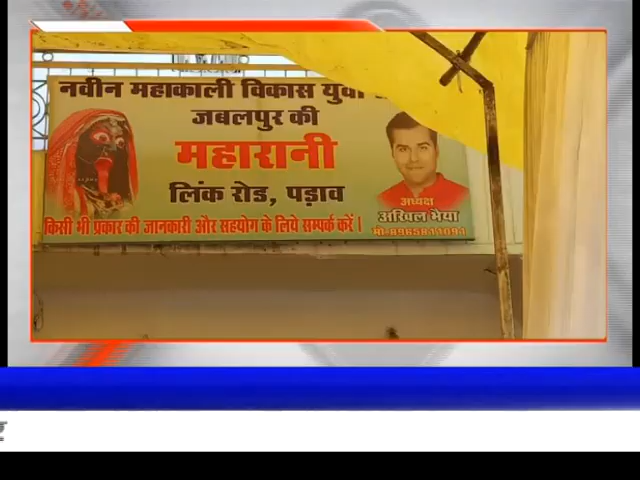 नवीन महाकाली विकास युवा
जबलपुर की
महारानी
लिंक रोड, पड़ाव
अध्यक्ष
अखिल भैया
किसी भी प्रकार की जानकारी और सहयोग के लिये सम्पर्क करें ।